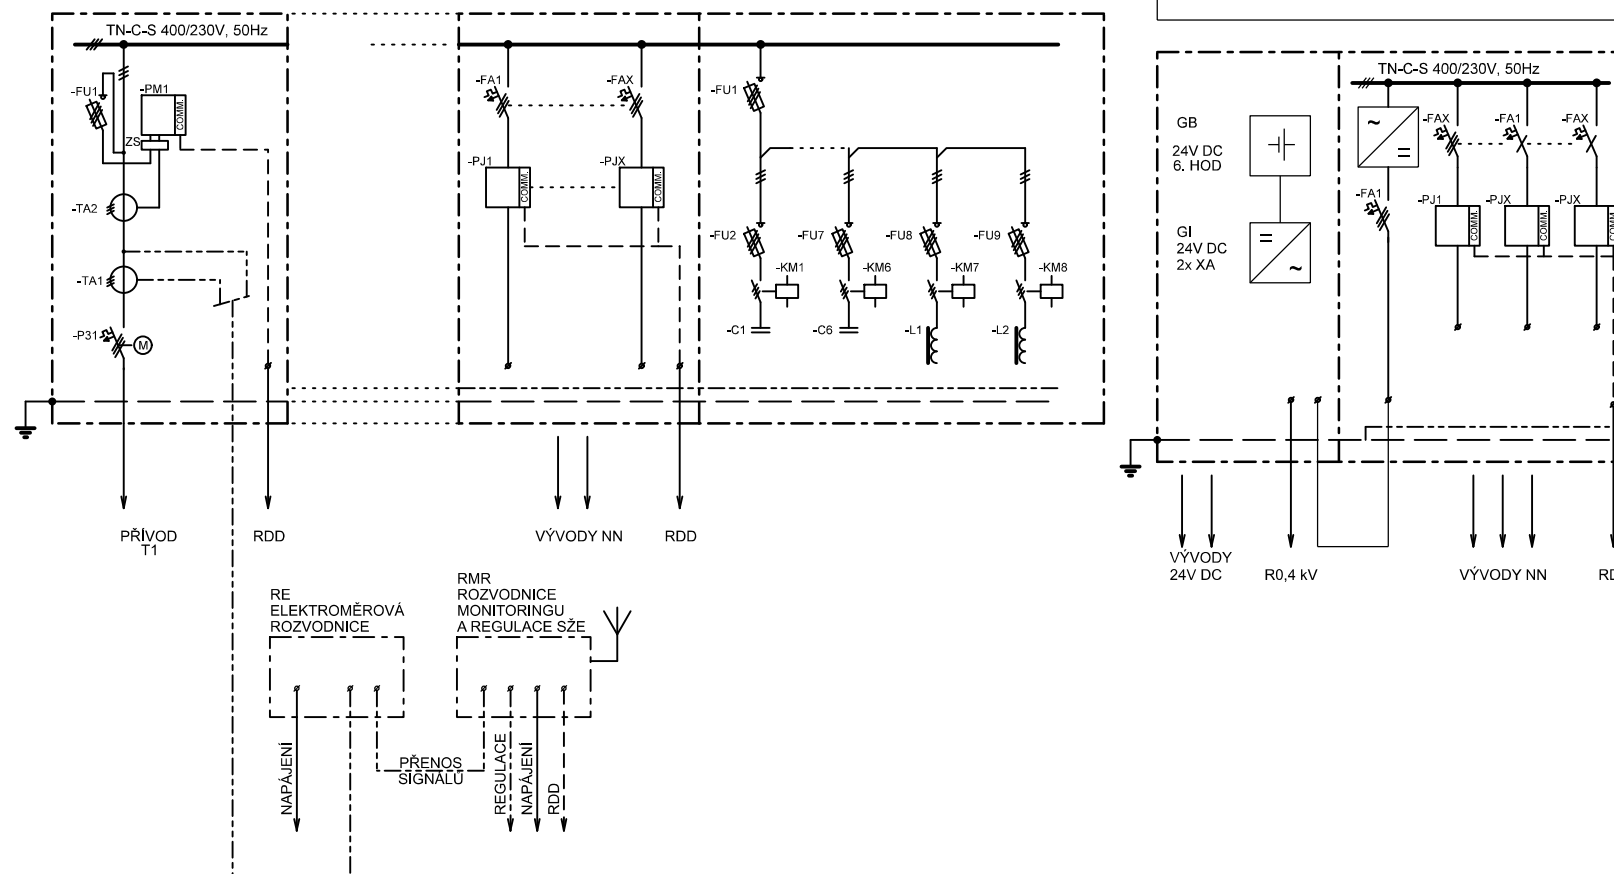 TN-C-S 400/230V, 50Hz
-FU1
-PM1
COMM.
ZS
-TA2
-TA1
-P31
M
-FA1
-FAX
-PJ1
COMM.
-PJX
COMM.
-FU1
-FU2
-FU7
-FU8
-FU9
-KM1
-KM6
-KM7
-KM8
-C1
-C6
-L1
-L2
PŘÍVOD
T1
RDD
VÝVODY NN
RDD
TN-C-S 400/230V, 50Hz
GB
24V DC
6. HOD
GI
24V DC
2x XA
~
=
=
~
-FA1
-FAX
-FA1
-FAX
-PJ1
COMM.
-PJX
COMM.
-PJX
COMM.
VÝVODY
24V DC
R0,4 kV
VÝVODY NN
RE
ELEKTROMĚROVÁ
ROZVODNICE
RMR
ROZVODNICE
MONITORINGU
A REGULACE SŽE
NAPÁJENÍ
PŘENOS
SIGNÁLŮ
REGULACE
NAPÁJENÍ
RDD